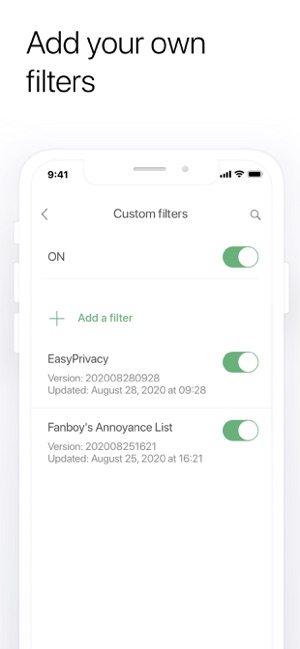 Add your own
filters
9:41
Custom filters
ON
Add a filter
EasyPrivacy
Version: 202008280928
Updated: August 28, 2020 at 09:28
Fanboy's Annoyance List
Version: 202008251621
Updated: August 25, 2020 at 16:21